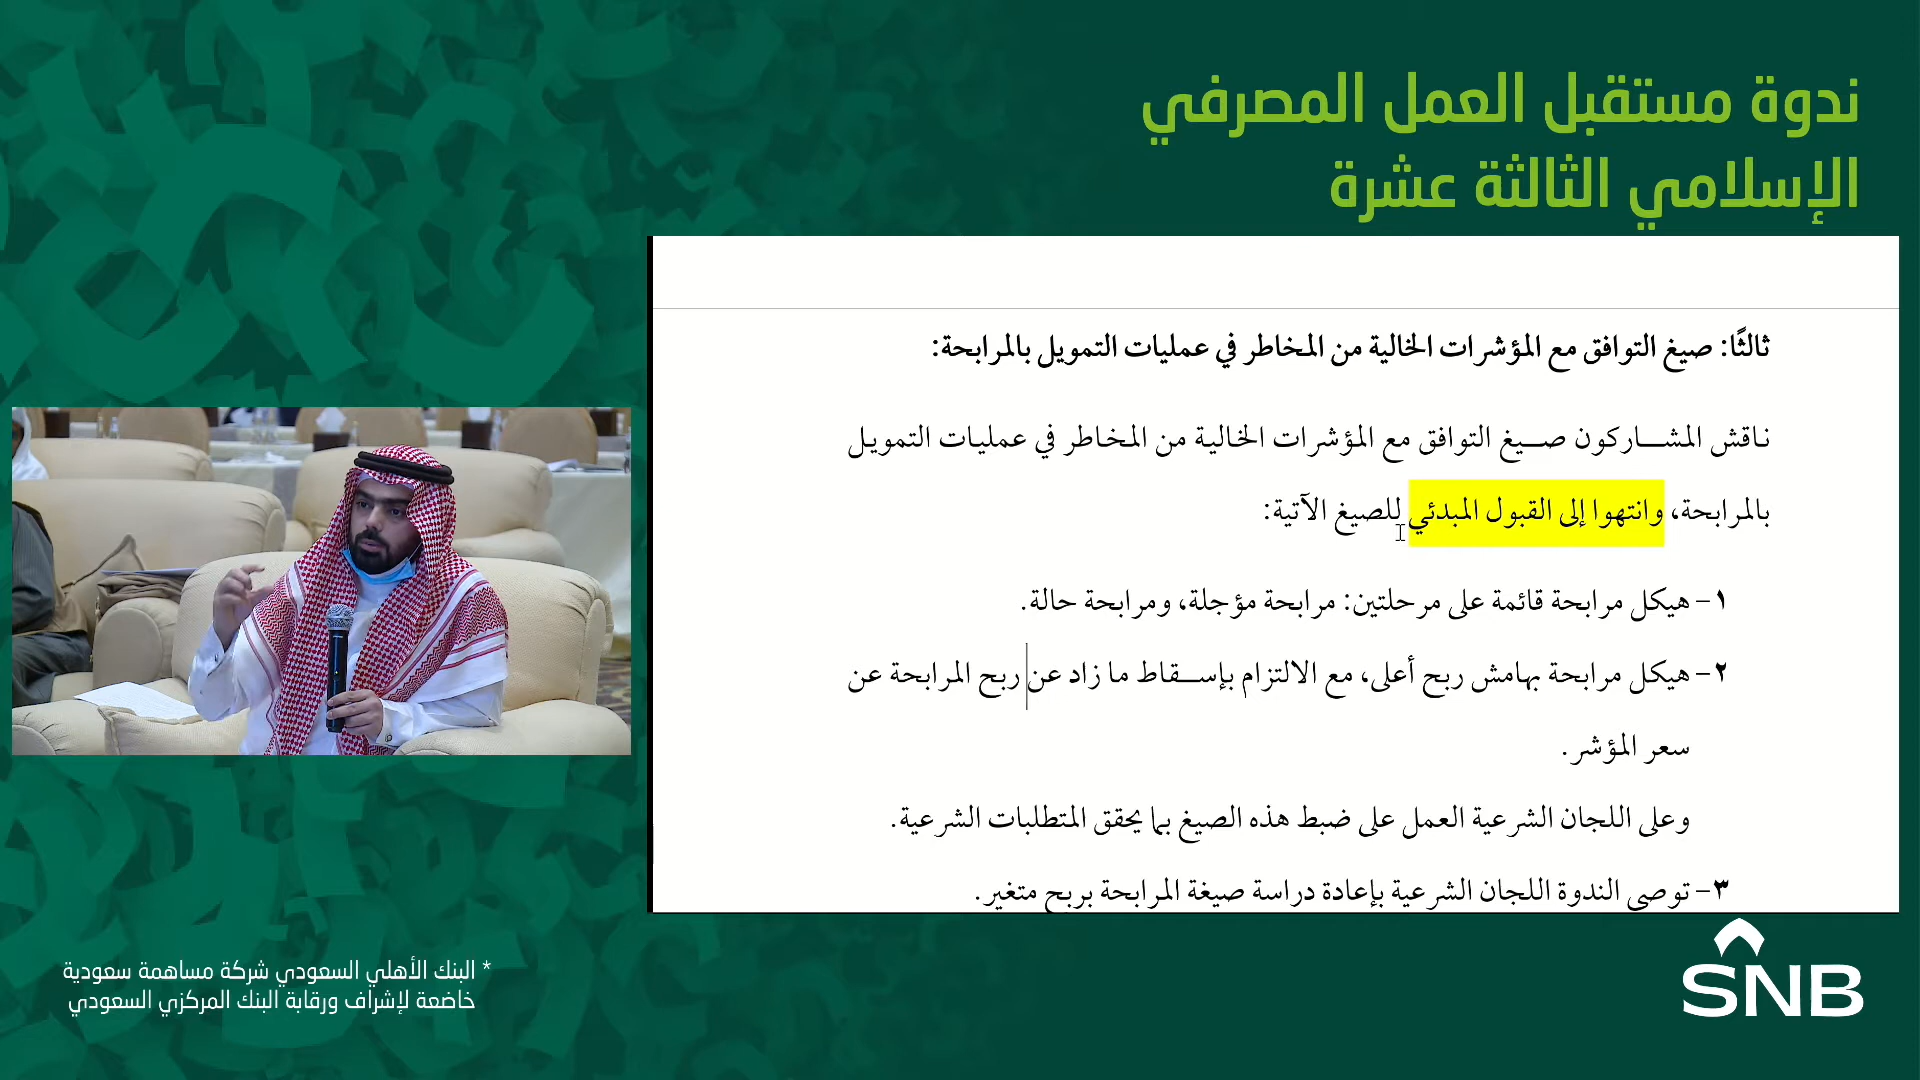 ندوة مستقبل العمل المصرفي
الإسلامي الثالثة عشرة
ثالثًا: صيغ التوافق مع المؤشرات الخالية من المخاطر في عمليات التمويل بالمرابحة:
ناقش المشاركون صيغ التوافق مع المؤشرات الخالية من المخاطر في عمليات التمويل
بالمرابحة، وانتهوا إلى القبول المبدئي للصيغ الآتية:
١- هيكل مرابحة قائمة على مرحلتين: مرابحة مؤجلة، ومرابحة حالة.
٢- هيكل مرابحة بهامش ربح أعلى، مع الالتزام بإسقاط ما زاد عن ربح المرابحة عن
سعر المؤشر.
وعلى اللجان الشرعية العمل على ضبط هذه الصيغ بما يحقق المتطلبات الشرعية.
٣- توصي الندوة اللجان الشرعية بإعادة دراسة صيغة المرابحة بربح متغير.
* البنك الأهلي السعودي شركة مساهمة سعودية
خاضعة لإشراف ورقابة البنك المركزي السعودي
SNB